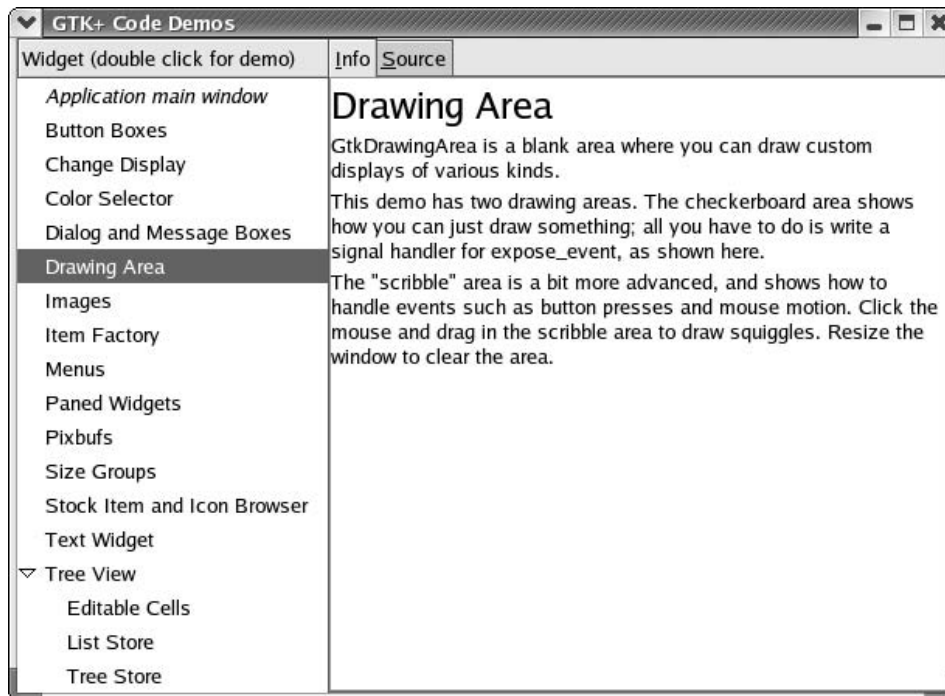 GTK+ Code Demos
Widget (double click for demo)
Application main window
Button Boxes
Change Display
Color Selector
Dialog and Message Boxes
Drawing Area
Images
Item Factory
Menus
Paned Widgets
Pixbufs
Size Groups
Stock Item and Icon Browser
Text Widget
Tree View
Editable Cells
List Store
Tree Store
Info Source
Drawing Area
GtkDrawingArea is a blank area where you can draw custom
displays of various kinds.
This demo has two drawing areas. The checkerboard area shows
how you can just draw something; all you have to do is write a
signal handler for expose_event, as shown here.
The "scribble" area is a bit more advanced, and shows how to
handle events such as button presses and mouse motion. Click the
mouse and drag in the scribble area to draw squiggles. Resize the
window to clear the area.